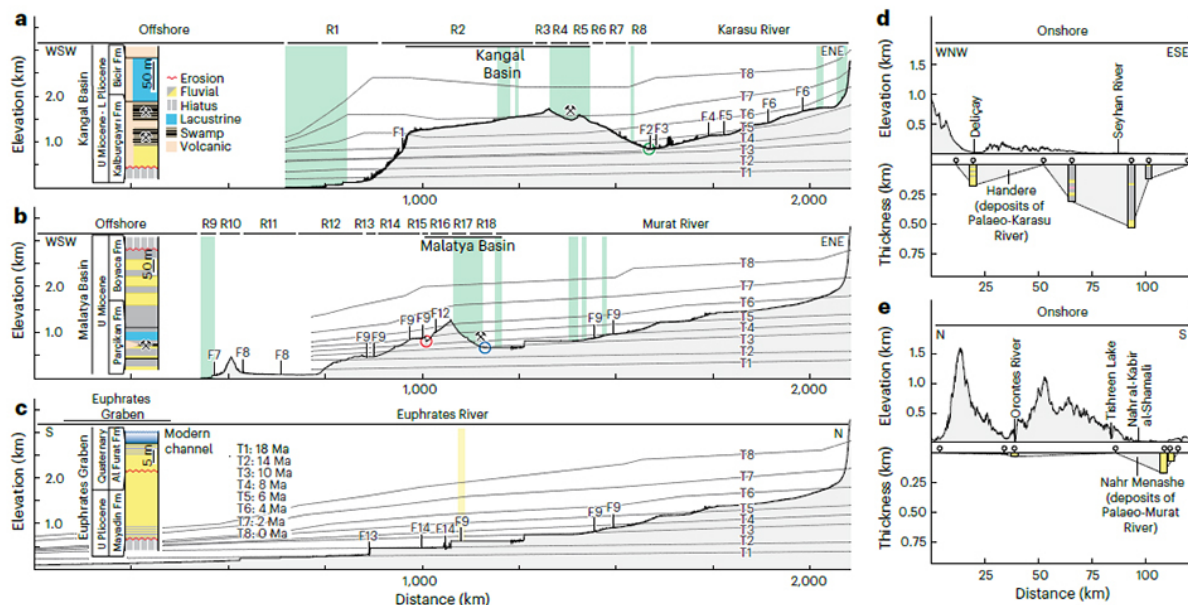 a
Offshore R1 R2 R3 R4 R5 R6 R7 R8 Karasu River
WSW Kangal Basin ENE
Elevation (km)
2.0
1.0
Kangal Basin
U Miocene - L Pliocene
Kalburçayırı Fm
Bicir Fm
50 m
Erosion
Fluvial
Hiatus
Lacustrine
Swamp
Volcanic
F1 F2 F3 F4 F5 F6 F6
T8
T7
T6
T5
T4
T3
T2
T1
1,000 2,000
b
Offshore R9 R10 R11 R12 R13 R14 R15 R16 R17 R18 Murat River
WSW Malatya Basin ENE
Elevation (km)
2.0
1.0
Malatya Basin
U Miocene
Parçikan Fm
Boyaca Fm
50 m
F7 F8 F8 F9 F9 F9 F9 F12 F9 F9
T8
T7
T6
T5
T4
T3
T2
T1
1,000 2,000
c
Euphrates Graben
Euphrates River
S N
Elevation (km)
2.0
1.0
Euphrates Graben
U Pliocene
Quaternary
Mayadin Fm
Al Furat Fm
5 m
Modern channel
T1: 18 Ma
T2: 14 Ma
T3: 10 Ma
T4: 8 Ma
T5: 6 Ma
T6: 4 Ma
T7: 2 Ma
T8: 0 Ma
F13 F14 F14 F9 F9 F9
T8
T7
T6
T5
T4
T3
T2
T1
1,000 2,000
Distance (km)
d
Onshore
WNW ESE
Elevation (km)
1.5
1.0
0.5
Deliçay
Seyhan River
Thickness (km)
0.25
0.50
0.75
Handere
(deposits of
Palaeo-Karasu
River)
25 50 75 100
e
Onshore
N S
Elevation (km)
1.5
1.0
0.5
Orontes River
Tishreen Lake
Nahr al-Kabir
al-Shamali
Thickness (km)
0.25
0.50
0.75
Nahr Menashe
(deposits of
Palaeo-Murat
River)
25 50 75 100
Distance (km)